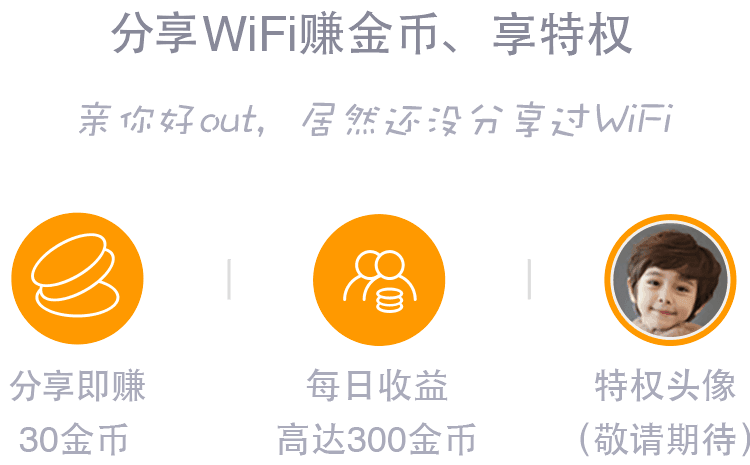 分享WiFi赚金币、享特权
亲你好out，居然还没分享过WiFi
分享即赚
30金币
每日收益
高达300金币
特权头像
（敬请期待）